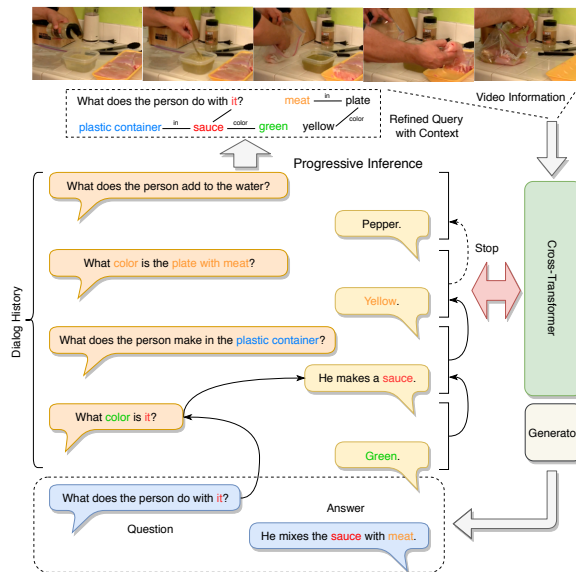 What does the person do with it?
meat
in
plate
plastic container
in
sauce
color
green
yellow
color
Refined Query
with Context
Video Information
Progressive Inference
What does the person add to the water?
Pepper.
Stop
What color is the plate with meat?
Yellow.
Cross-Transformer
Dialog History
What does the person make in the plastic container?
He makes a sauce.
What color is it?
Generator
Green.
What does the person do with it?
Question
Answer
He mixes the sauce with meat.